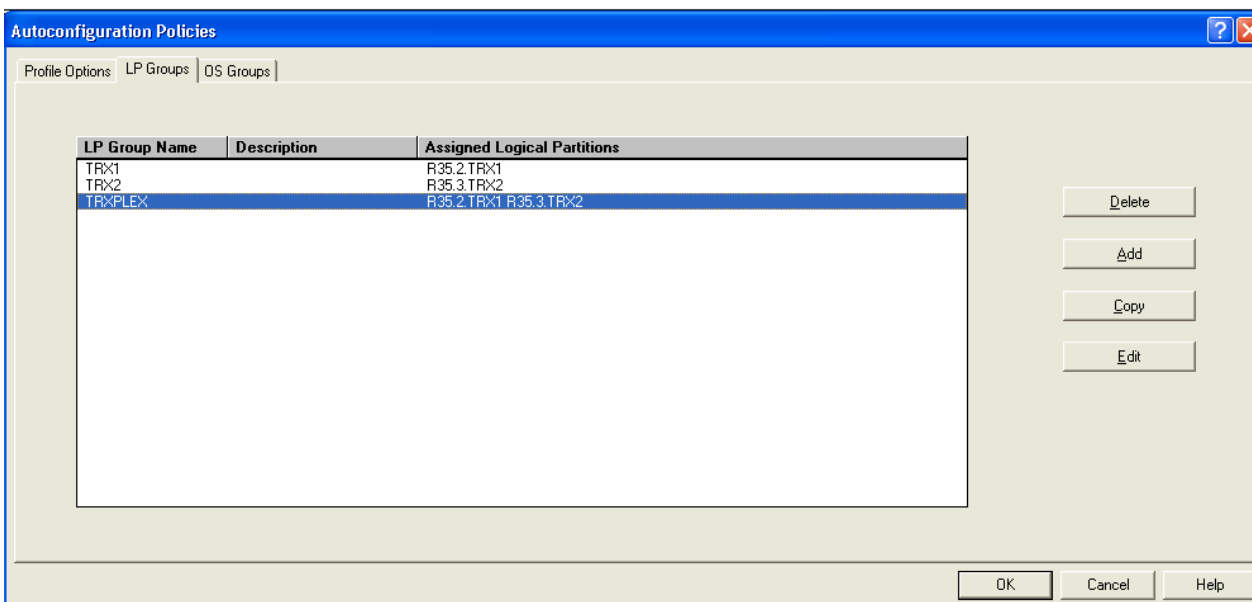 Autoconfiguration Policies
Profile Options LP Groups OS Groups
LP Group Name Description Assigned Logical Partitions
TRX1 R35.2.TRX1
TRX2 R35.3.TRX2
TRXPLEX R35.2.TRX1 R35.3.TRX2
Delete
Add
Copy
Edit
OK Cancel Help